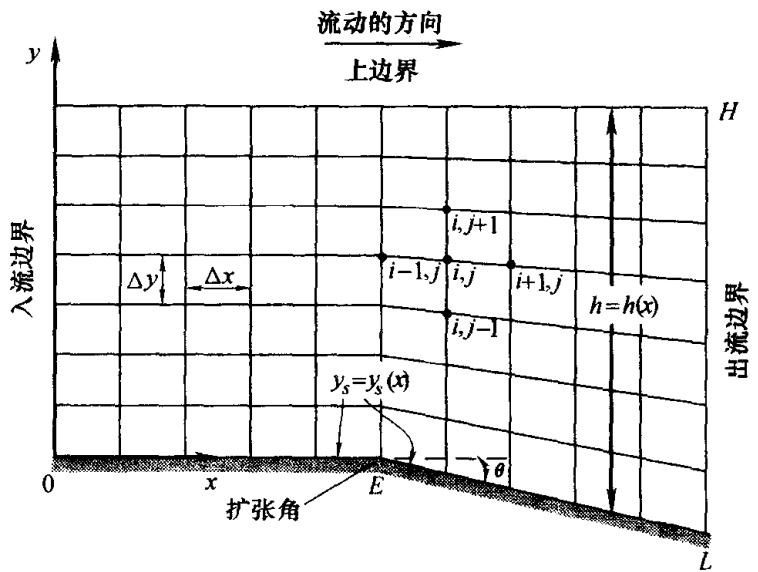 流动的方向
上边界
y
H
入流边界
i, j+1
i−1, j
i, j
i+1, j
Δy
Δx
h=h(x)
出流边界
i, j−1
y_s=y_s(x)
θ
0
x
E
扩张角
L